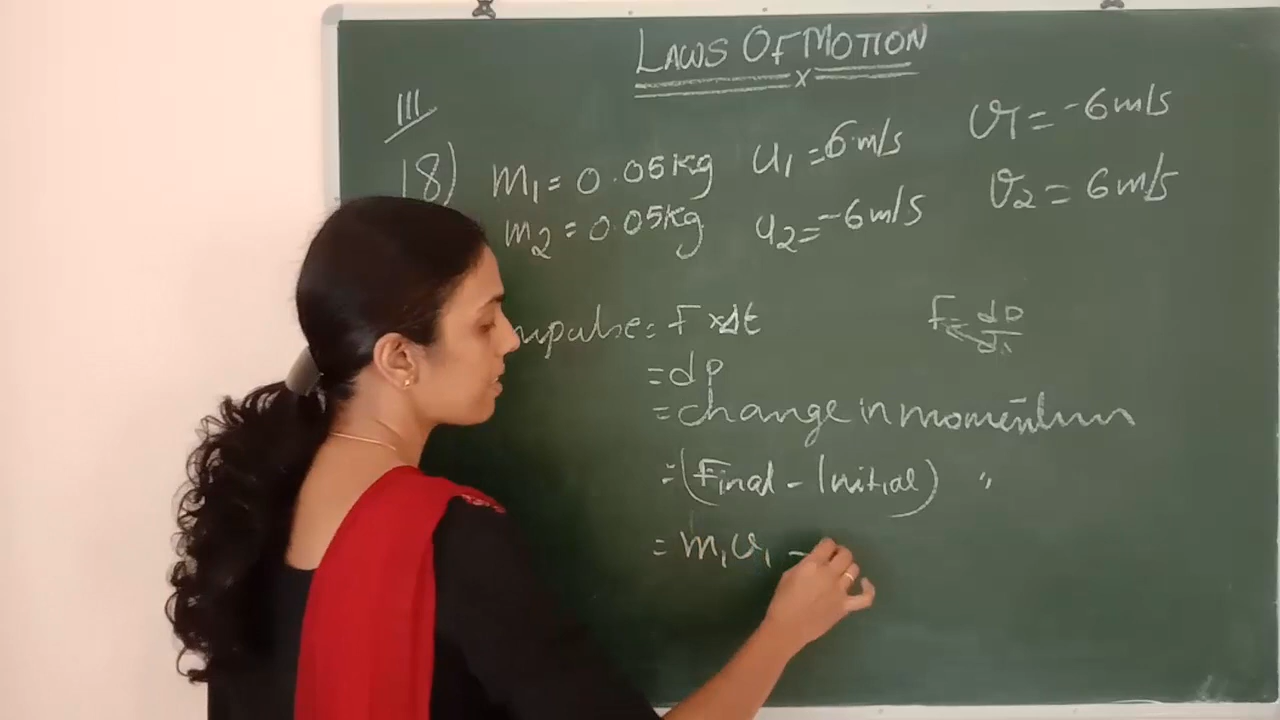 LAWS OF MOTION
x
III
18) m1 = 0.05kg u1 = 6 m/s v1 = -6 m/s
m2 = 0.05kg u2 = -6 m/s v2 = 6 m/s
mpulse = F × Δt F = dp
= dp
= change in momentum
= (Final - Initial) "
= m1v1 -